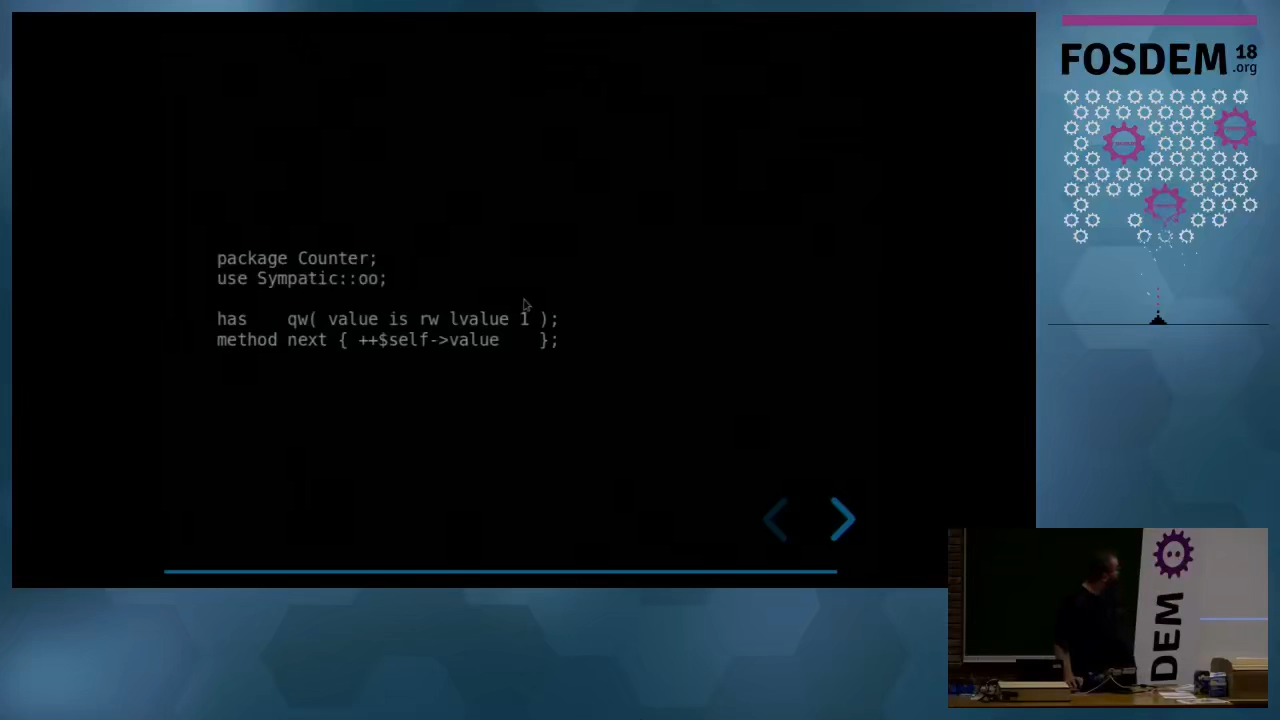 package Counter;
use Sympatic::oo;
has    qw( value is rw lvalue 1 );
method next { ++$self->value    };
FOSDEM 18
.org
DEM